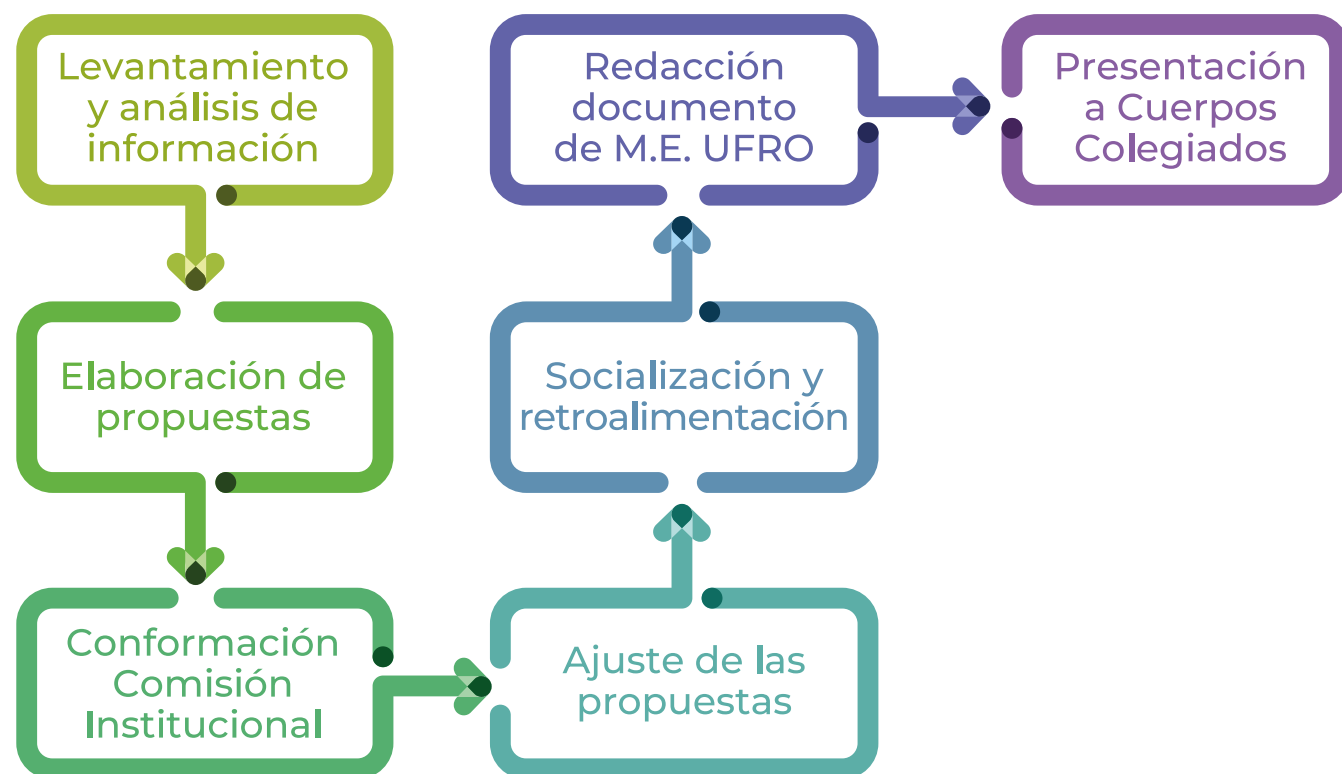 Levantamiento
y análisis de
información
Elaboración de
propuestas
Conformación
Comisión
Institucional
Ajuste de las
propuestas
Socialización y
retroalimentación
Redacción
documento
de M.E. UFRO
Presentación
a Cuerpos
Colegiados